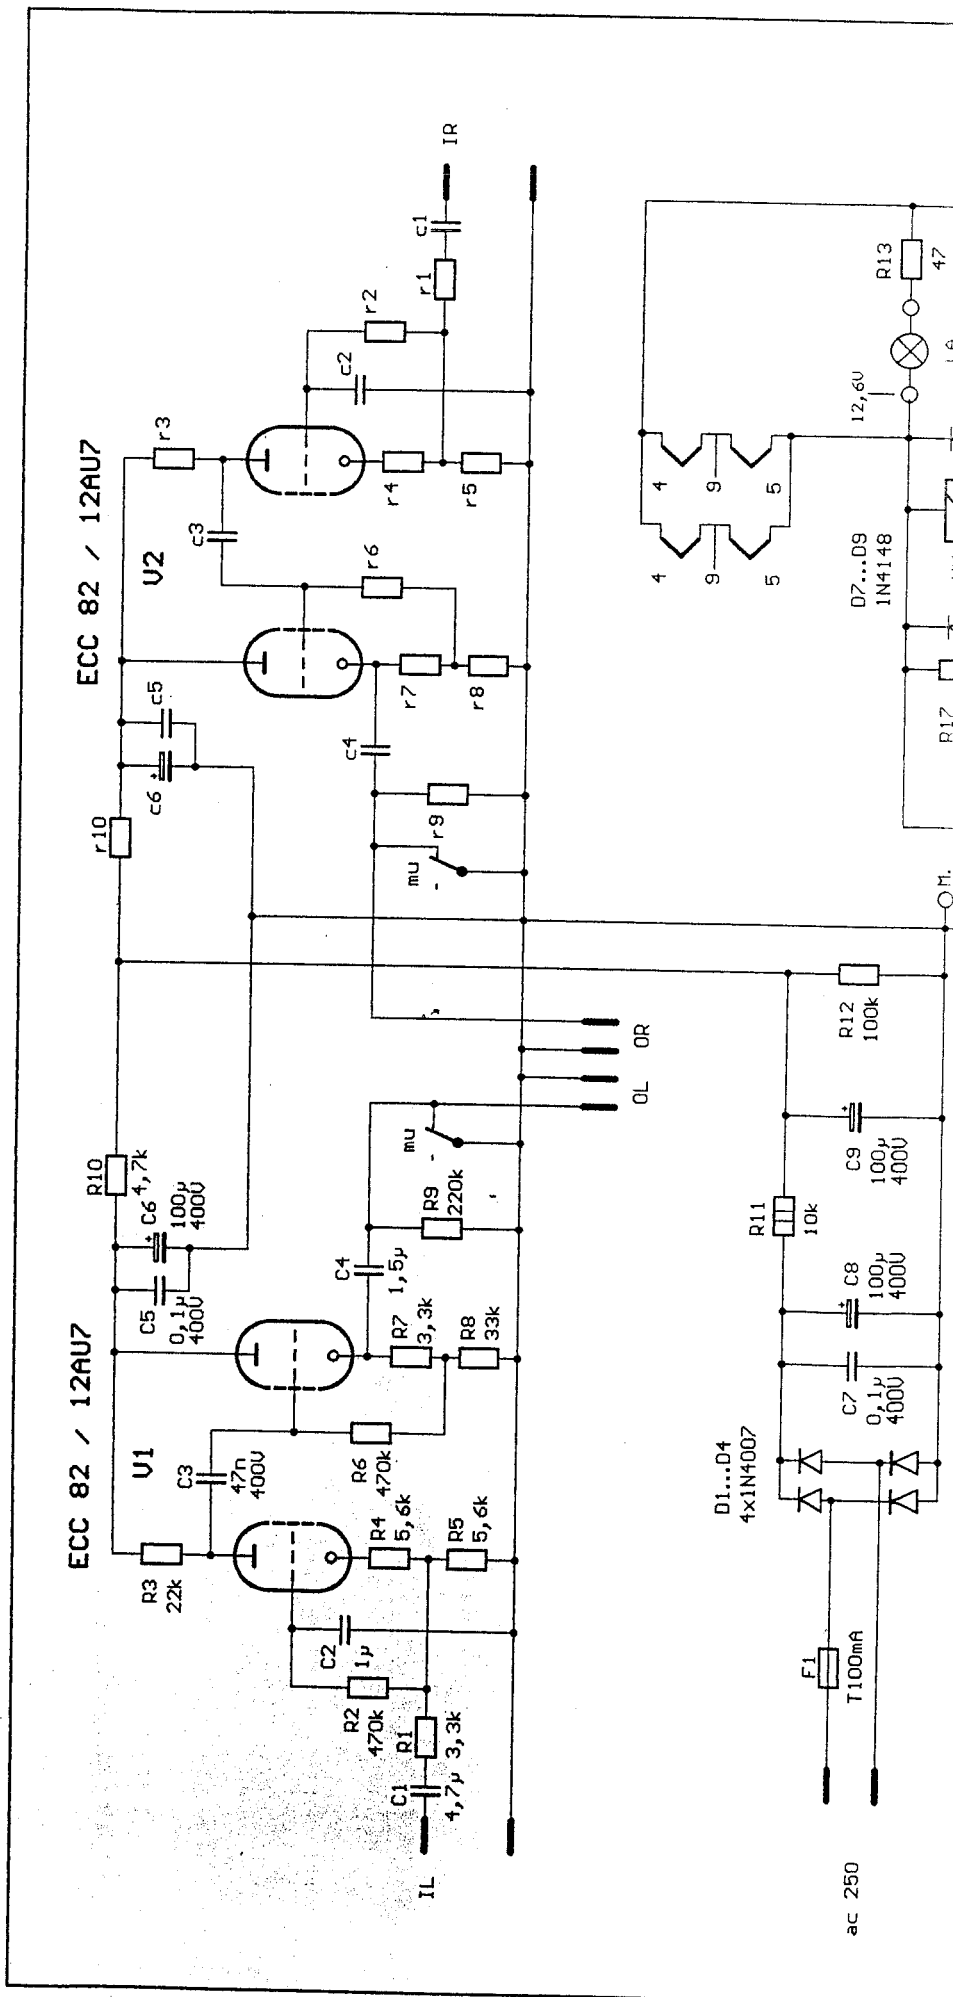 ECC 82 / 12AU7
V1
R3
22k
C3
47n
400V
C5
0,1µ
400V
C6
100µ
400V
R10
4,7k
IL
C1
4,7µ
R1
3,3k
R2
470k
C2
1µ
R4
5,6k
R5
5,6k
R6
470k
R7
3,3k
R8
33k
C4
1,5µ
R9
220k
mu
OL
OR
ECC 82 / 12AU7
V2
r10
c6
c5
r3
c3
mu
r9
c4
r7
r8
r6
r4
r5
c2
r2
r1
c1
IR
ac 250
F1
T100mA
D1...D4
4x1N4007
C7
0,1µ
400V
C8
100µ
400V
R11
10k
C9
100µ
400V
R12
100k
M.
4
9
5
4
9
5
D7...D9
1N4148
R17
12,6V
R13
47